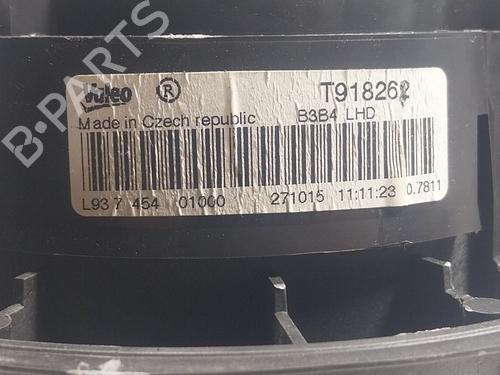 B-PARTS
Valeo ® T918262
Made in Czech republic B3B4 LHD
L93 7 454 01000 271015 11:11:23 0.7811